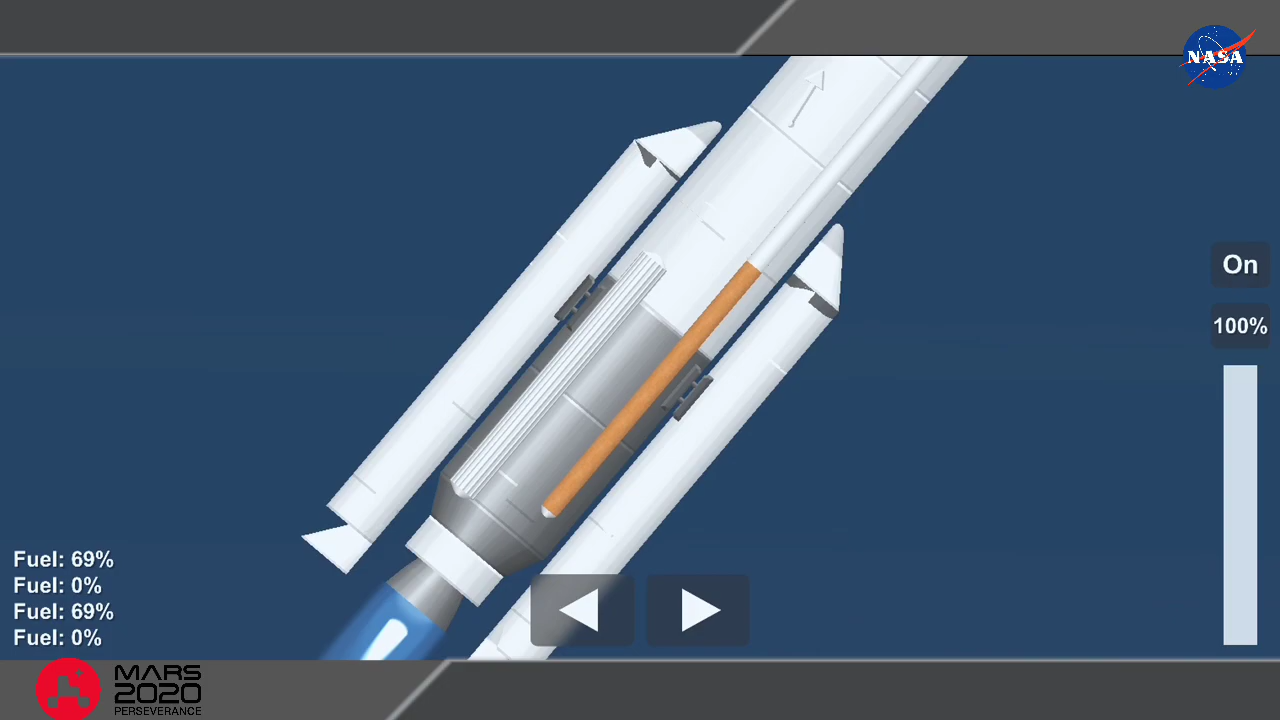 NASA
On
100%
Fuel: 69%
Fuel: 0%
Fuel: 69%
Fuel: 0%
MARS
2020
PERSEVERANCE